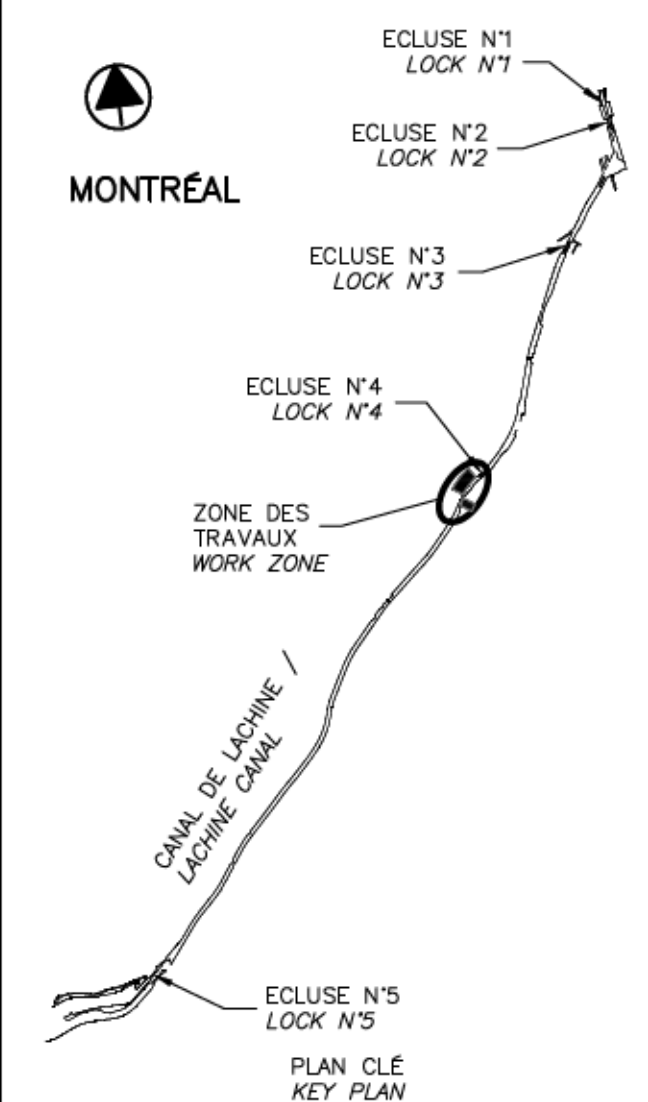 ECLUSE N°1
LOCK N°1
ECLUSE N°2
LOCK N°2
MONTRÉAL
ECLUSE N°3
LOCK N°3
ECLUSE N°4
LOCK N°4
ZONE DES
TRAVAUX
WORK ZONE
CANAL DE LACHINE /
LACHINE CANAL
ECLUSE N°5
LOCK N°5
PLAN CLÉ
KEY PLAN